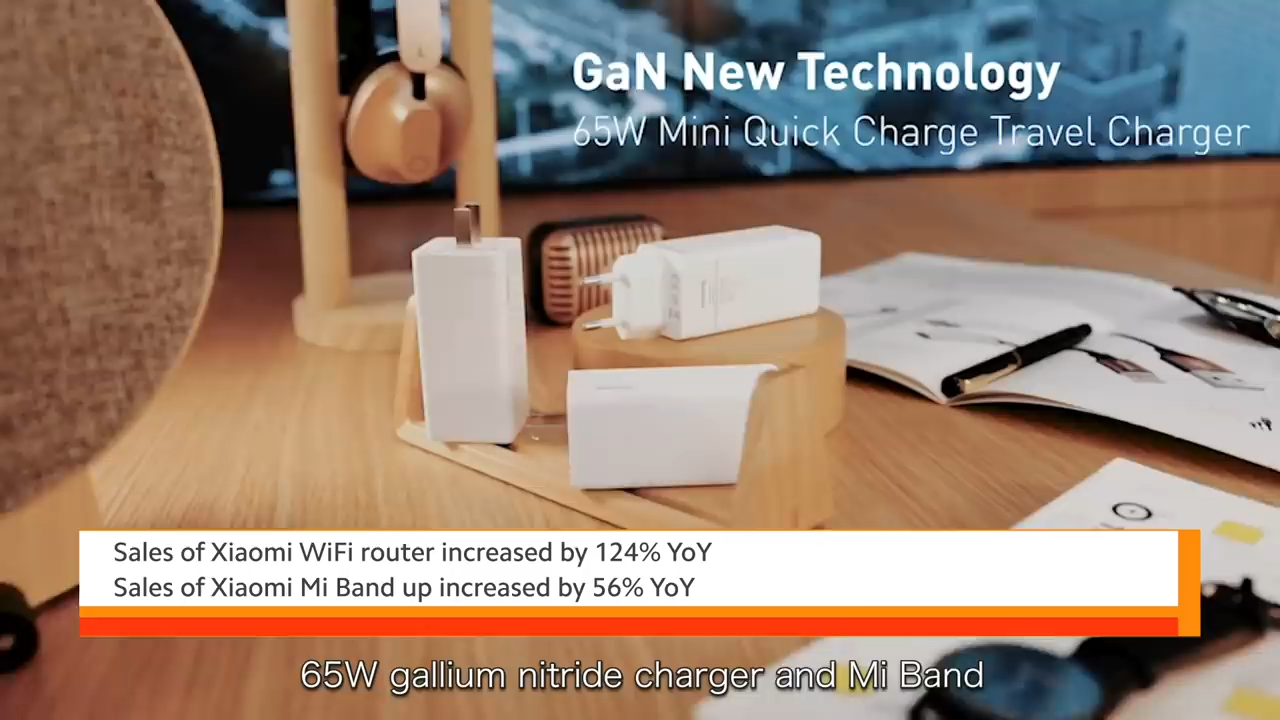 GaN New Technology
65W Mini Quick Charge Travel Charger
Sales of Xiaomi WiFi router increased by 124% YoY
Sales of Xiaomi Mi Band up increased by 56% YoY
65W gallium nitride charger and Mi Band